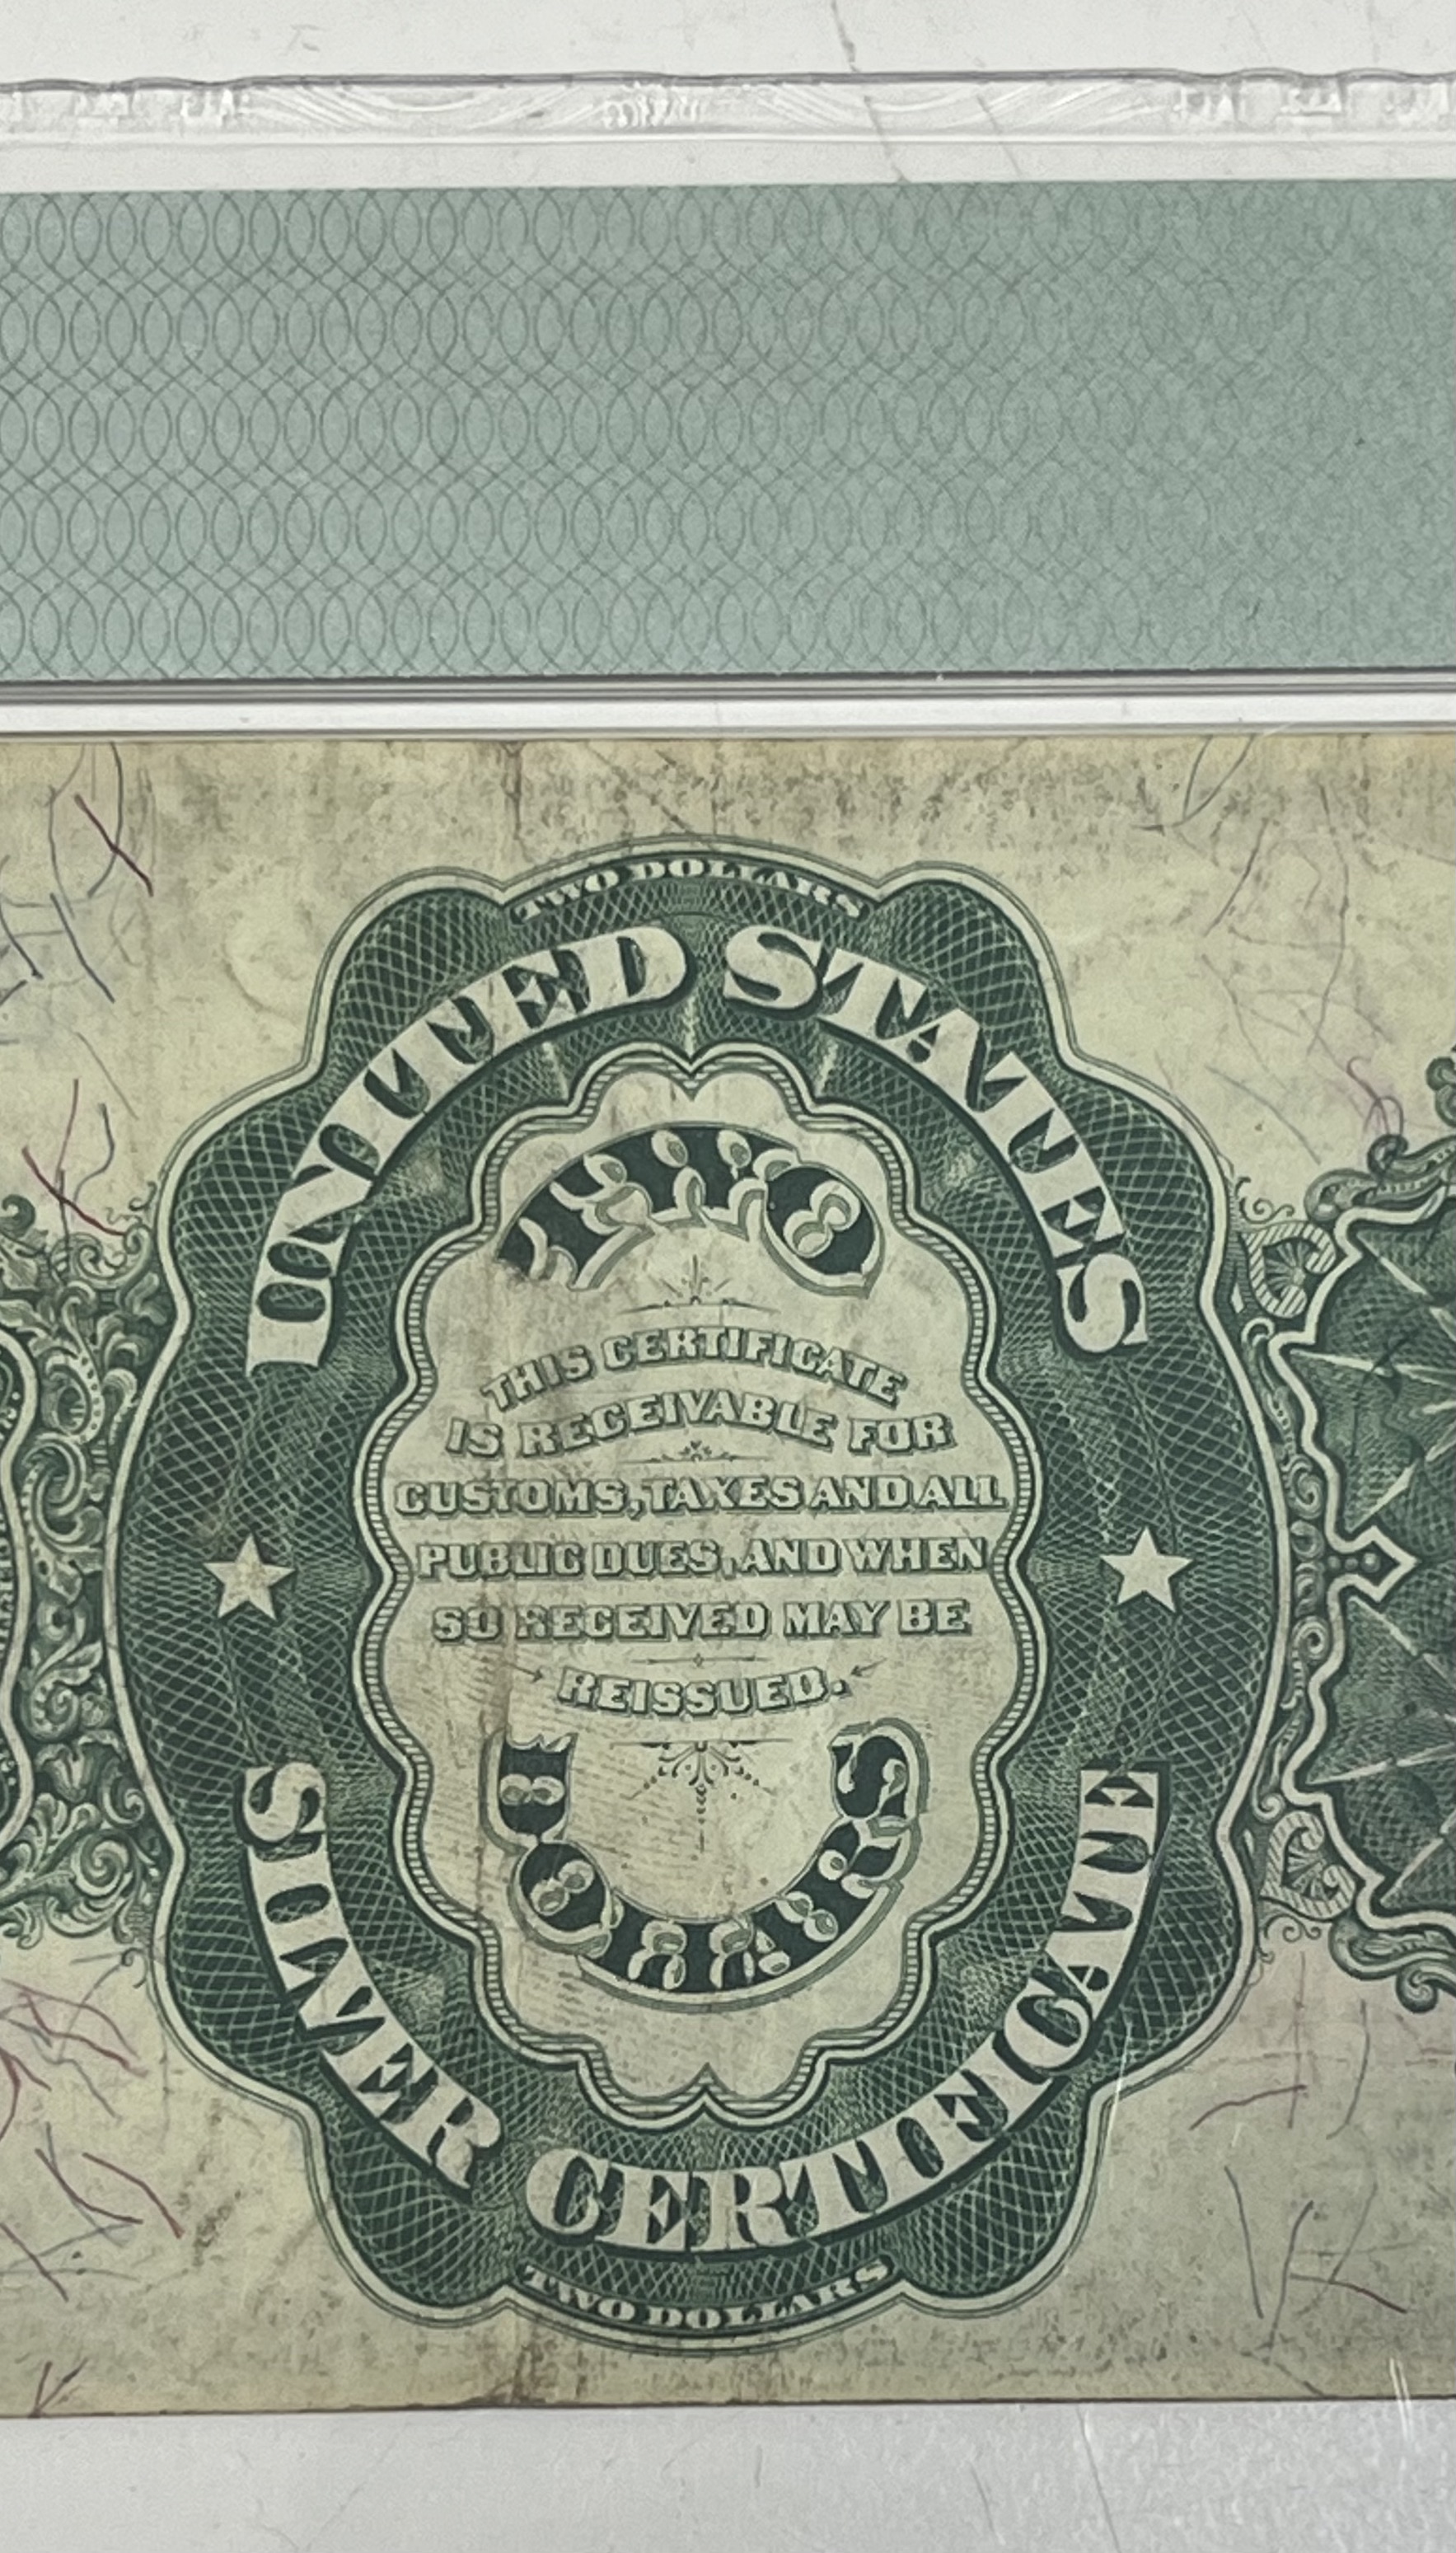 TWO DOLLARS
UNITED STATES
TWO
THIS CERTIFICATE
IS RECEIVABLE FOR
CUSTOMS, TAXES AND ALL
PUBLIC DUES, AND WHEN
SO RECEIVED MAY BE
REISSUED.
DOLLARS
SILVER CERTIFICATE
TWO DOLLARS